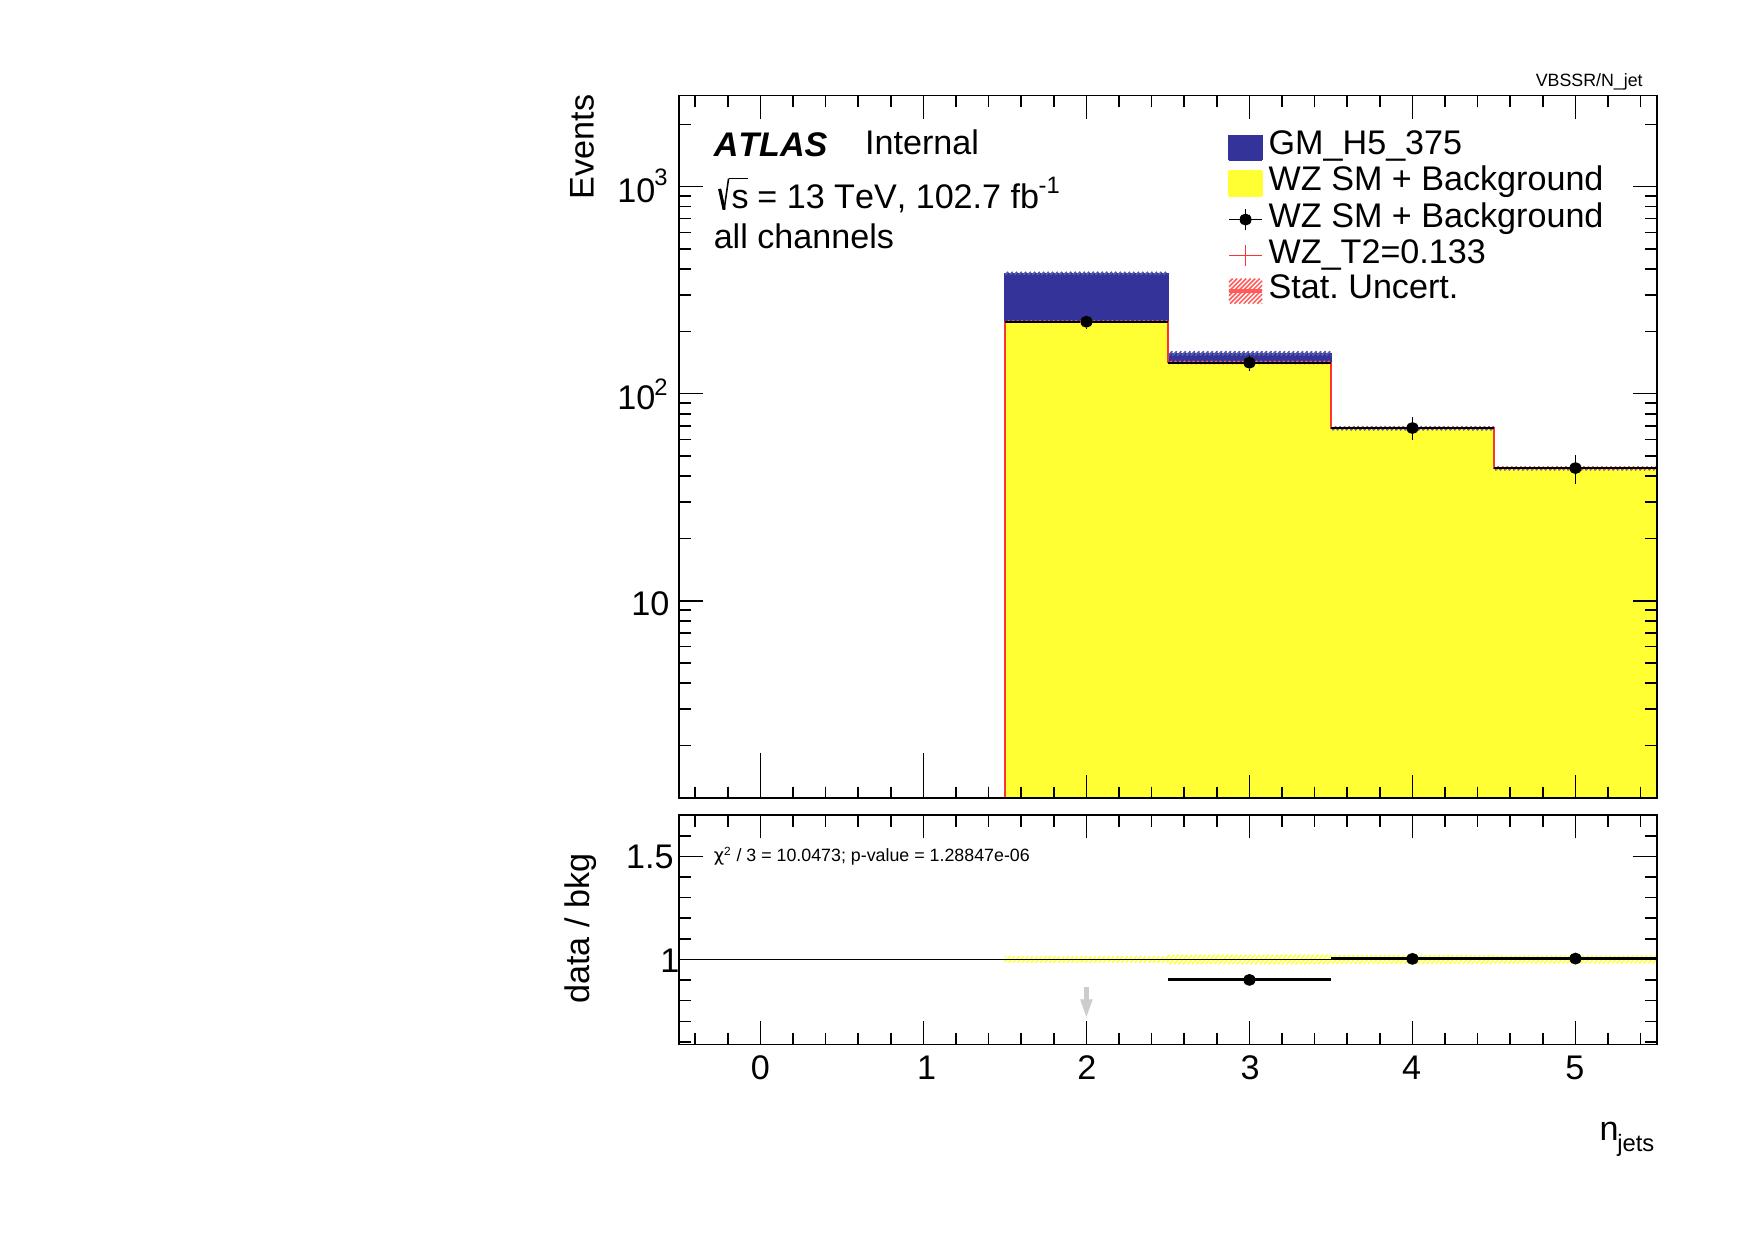 VBSSR/N_jet
Events
ATLAS Internal
√s = 13 TeV, 102.7 fb⁻¹
all channels
GM_H5_375
WZ SM + Background
WZ SM + Background
WZ_T2=0.133
Stat. Uncert.
10³
10²
10
data / bkg
1.5
χ² / 3 = 10.0473; p-value = 1.28847e-06
1
0 1 2 3 4 5
n_jets